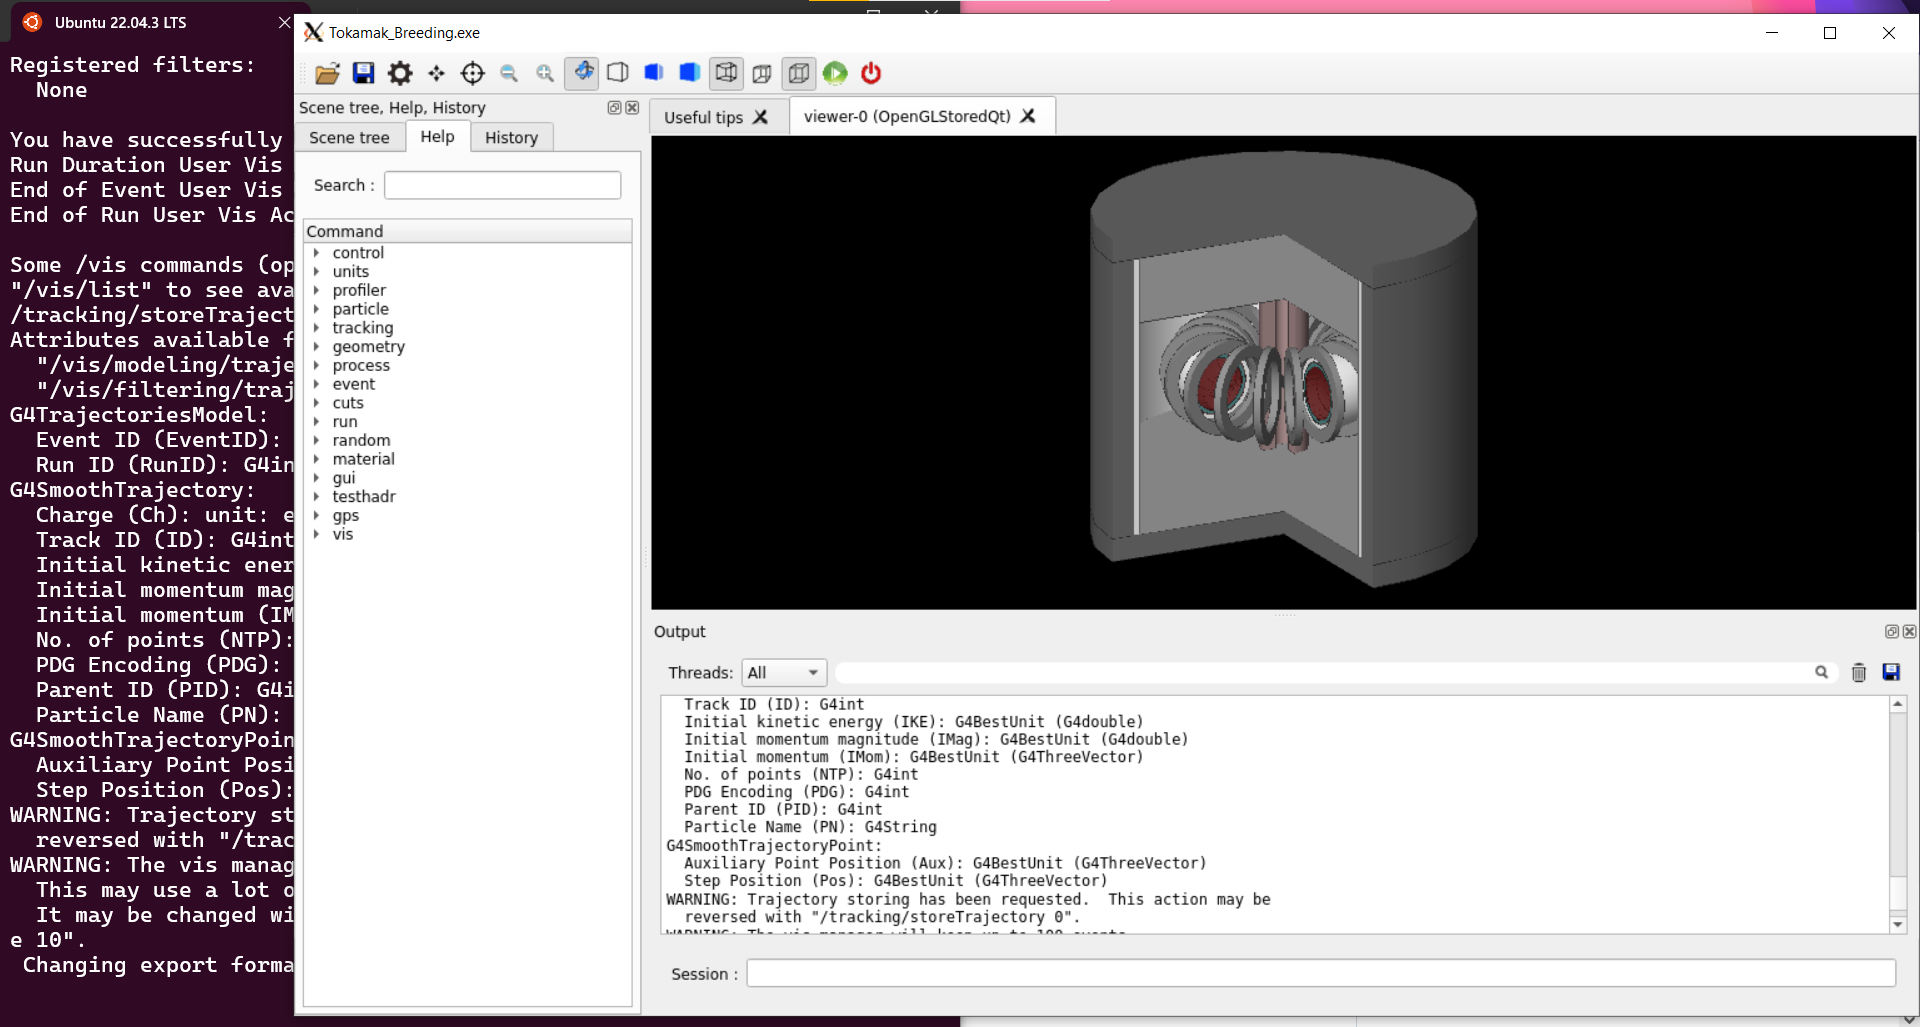 Ubuntu 22.04.3 LTS
Registered filters:
None
You have successfully
Run Duration User Vis
End of Event User Vis
End of Run User Vis Ac
Some /vis commands (op
"/vis/list" to see ava
/tracking/storeTraject
Attributes available f
"/vis/modeling/traje
"/vis/filtering/traj
G4TrajectoriesModel:
Event ID (EventID):
Run ID (RunID): G4in
G4SmoothTrajectory:
Charge (Ch): unit: e
Track ID (ID): G4int
Initial kinetic ener
Initial momentum mag
Initial momentum (IM
No. of points (NTP):
PDG Encoding (PDG):
Parent ID (PID): G4i
Particle Name (PN):
G4SmoothTrajectoryPoin
Auxiliary Point Posi
Step Position (Pos):
WARNING: Trajectory st
reversed with "/trac
WARNING: The vis manag
This may use a lot o
It may be changed wi
e 10".
Changing export forma
Tokamak_Breeding.exe
Scene tree, Help, History
Scene tree
Help
History
Search :
Command
control
units
profiler
particle
tracking
geometry
process
event
cuts
run
random
material
gui
testhadr
gps
vis
Useful tips
viewer-0 (OpenGLStoredQt)
Output
Threads: All
Track ID (ID): G4int
Initial kinetic energy (IKE): G4BestUnit (G4double)
Initial momentum magnitude (IMag): G4BestUnit (G4double)
Initial momentum (IMom): G4BestUnit (G4ThreeVector)
No. of points (NTP): G4int
PDG Encoding (PDG): G4int
Parent ID (PID): G4int
Particle Name (PN): G4String
G4SmoothTrajectoryPoint:
Auxiliary Point Position (Aux): G4BestUnit (G4ThreeVector)
Step Position (Pos): G4BestUnit (G4ThreeVector)
WARNING: Trajectory storing has been requested.  This action may be
reversed with "/tracking/storeTrajectory 0".
WARNING: The vis manager will keep up to 100 events.
Session :